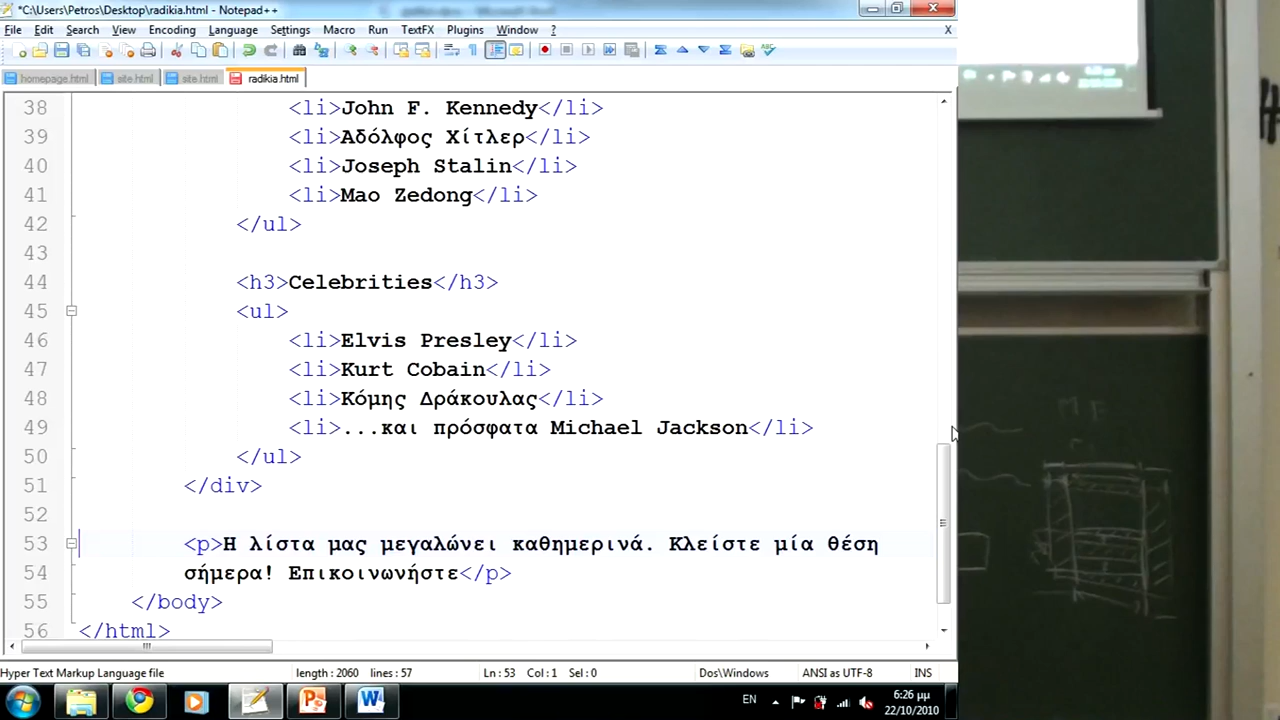 *C:\Users\Petros\Desktop\radikia.html - Notepad++
File Edit Search View Encoding Language Settings Macro Run TextFX Plugins Window ? X
homepage.html site.html site.html radikia.html
38 <li>John F. Kennedy</li>
39 <li>Αδόλφος Χίτλερ</li>
40 <li>Joseph Stalin</li>
41 <li>Mao Zedong</li>
42 </ul>
43
44 <h3>Celebrities</h3>
45 <ul>
46 <li>Elvis Presley</li>
47 <li>Kurt Cobain</li>
48 <li>Κόμης Δράκουλας</li>
49 <li>...και πρόσφατα Michael Jackson</li>
50 </ul>
51 </div>
52
53 <p>Η λίστα μας μεγαλώνει καθημερινά. Κλείστε μία θέση
54 σήμερα! Επικοινωνήστε</p>
55 </body>
56 </html>
Hyper Text Markup Language file length : 2060 lines : 57 Ln : 53 Col : 1 Sel : 0 Dos\Windows ANSI as UTF-8 INS
EN 6:26 μμ
22/10/2010